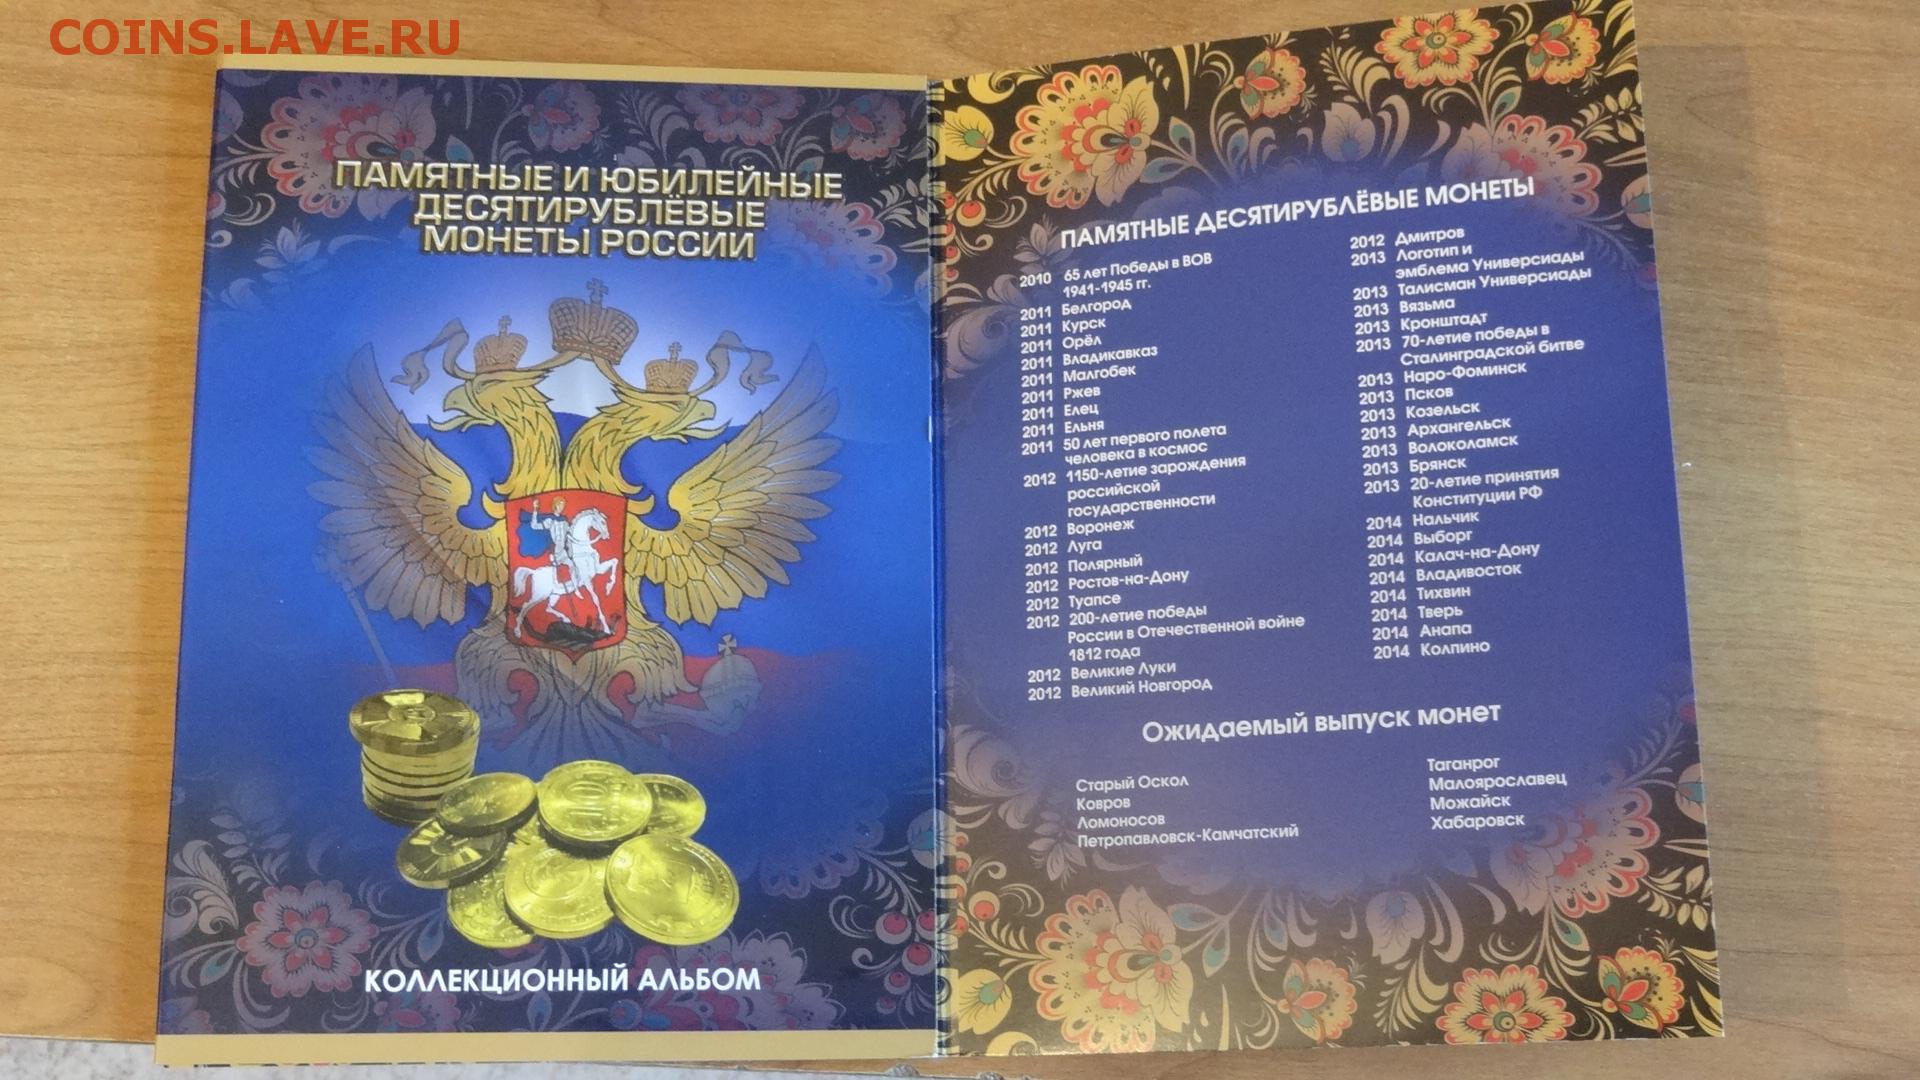 COINS.LAVE.RU
ПАМЯТНЫЕ И ЮБИЛЕЙНЫЕ
ДЕСЯТИРУБЛЁВЫЕ
МОНЕТЫ РОССИИ
10
КОЛЛЕКЦИОННЫЙ АЛЬБОМ
ПАМЯТНЫЕ ДЕСЯТИРУБЛЁВЫЕ МОНЕТЫ
2010 65 лет Победы в ВОВ
1941-1945 гг.
2011 Белгород
2011 Курск
2011 Орёл
2011 Владикавказ
2011 Малгобек
2011 Ржев
2011 Елец
2011 Ельня
2011 50 лет первого полета
человека в космос
2012 1150-летие зарождения
российской
государственности
2012 Воронеж
2012 Луга
2012 Полярный
2012 Ростов-на-Дону
2012 Туапсе
2012 200-летие победы
России в Отечественной войне
1812 года
2012 Великие Луки
2012 Великий Новгород
2012 Дмитров
2013 Логотип и
эмблема Универсиады
2013 Талисман Универсиады
2013 Вязьма
2013 Кронштадт
2013 70-летие победы в
Сталинградской битве
2013 Наро-Фоминск
2013 Псков
2013 Козельск
2013 Архангельск
2013 Волоколамск
2013 Брянск
2013 20-летие принятия
Конституции РФ
2014 Нальчик
2014 Выборг
2014 Калач-на-Дону
2014 Владивосток
2014 Тихвин
2014 Тверь
2014 Анапа
2014 Колпино
Ожидаемый выпуск монет
Старый Оскол
Ковров
Ломоносов
Петропавловск-Камчатский
Таганрог
Малоярославец
Можайск
Хабаровск